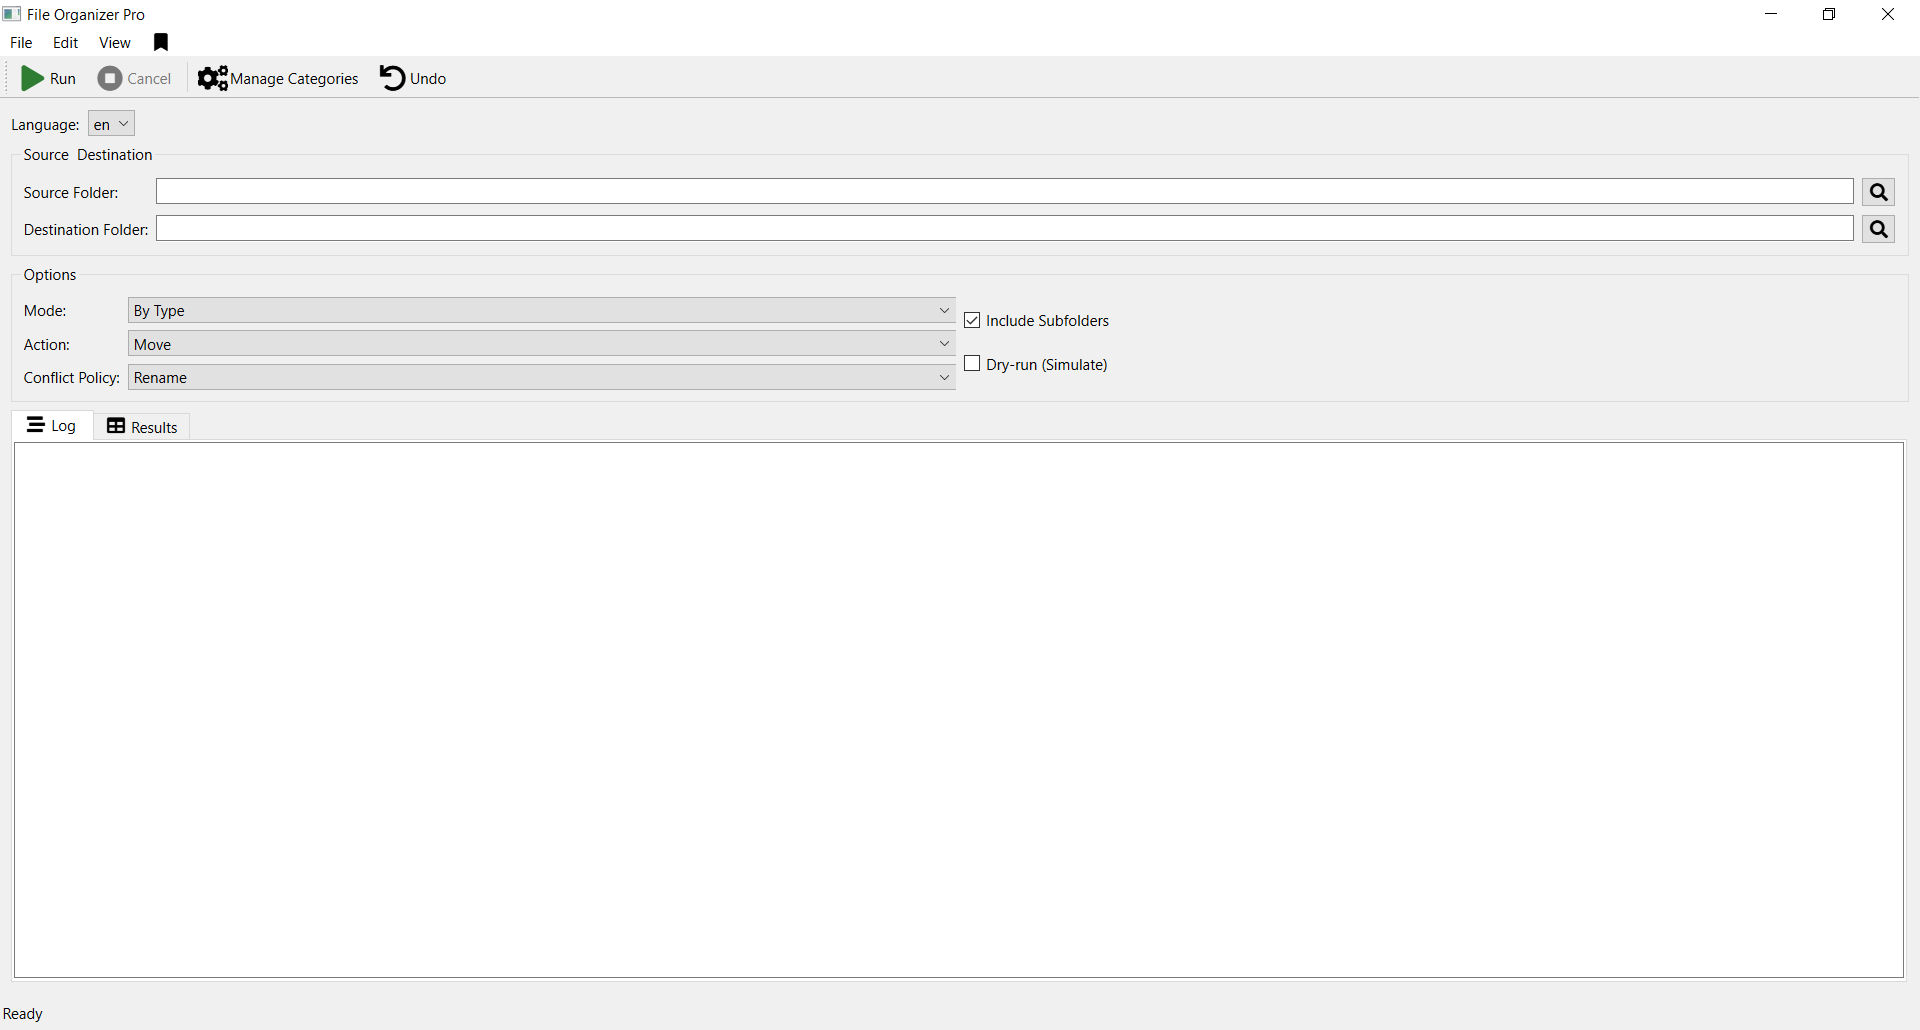 File Organizer Pro
File Edit View
Run Cancel Manage Categories Undo
Language: en
Source Destination
Source Folder:
Destination Folder:
Options
Mode: By Type
Include Subfolders
Action: Move
Dry-run (Simulate)
Conflict Policy: Rename
Log Results
Ready